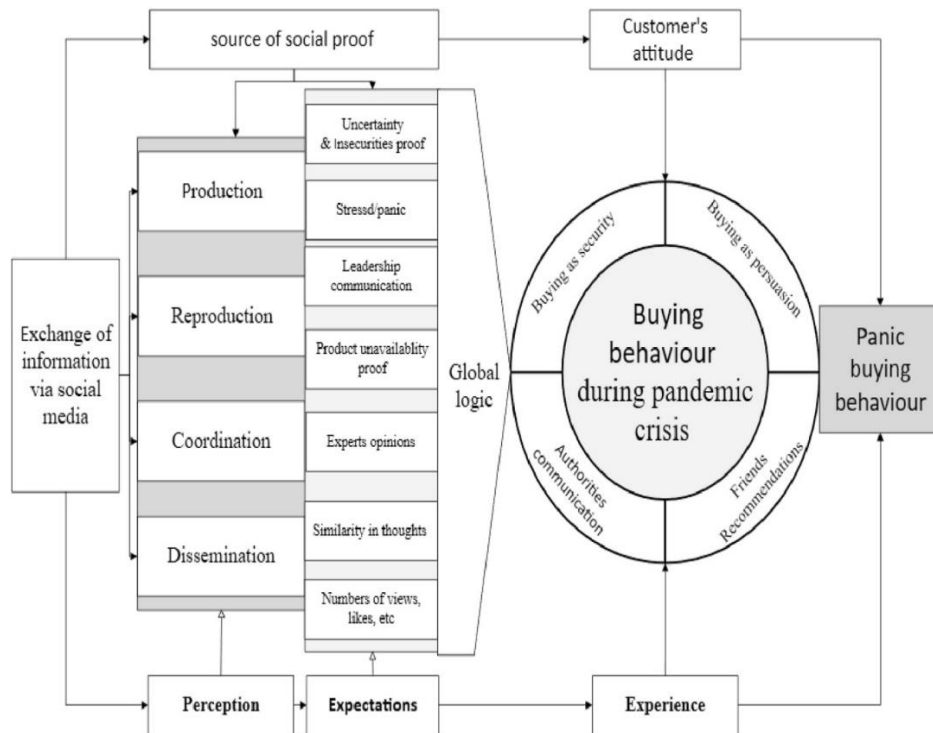 source of social proof
Customer's
attitude
Exchange of
information
via social
media
Production
Reproduction
Coordination
Dissemination
Uncertainty
& Insecurities proof
Stressd/panic
Leadership
communication
Product unavailablity
proof
Experts opinions
Similarity in thoughts
Numbers of views,
likes, etc
Global
logic
Buying as security
Buying as persuasion
Authorities
communication
Friends
Recommendations
Buying
behaviour
during pandemic
crisis
Panic
buying
behaviour
Perception
Expectations
Experience